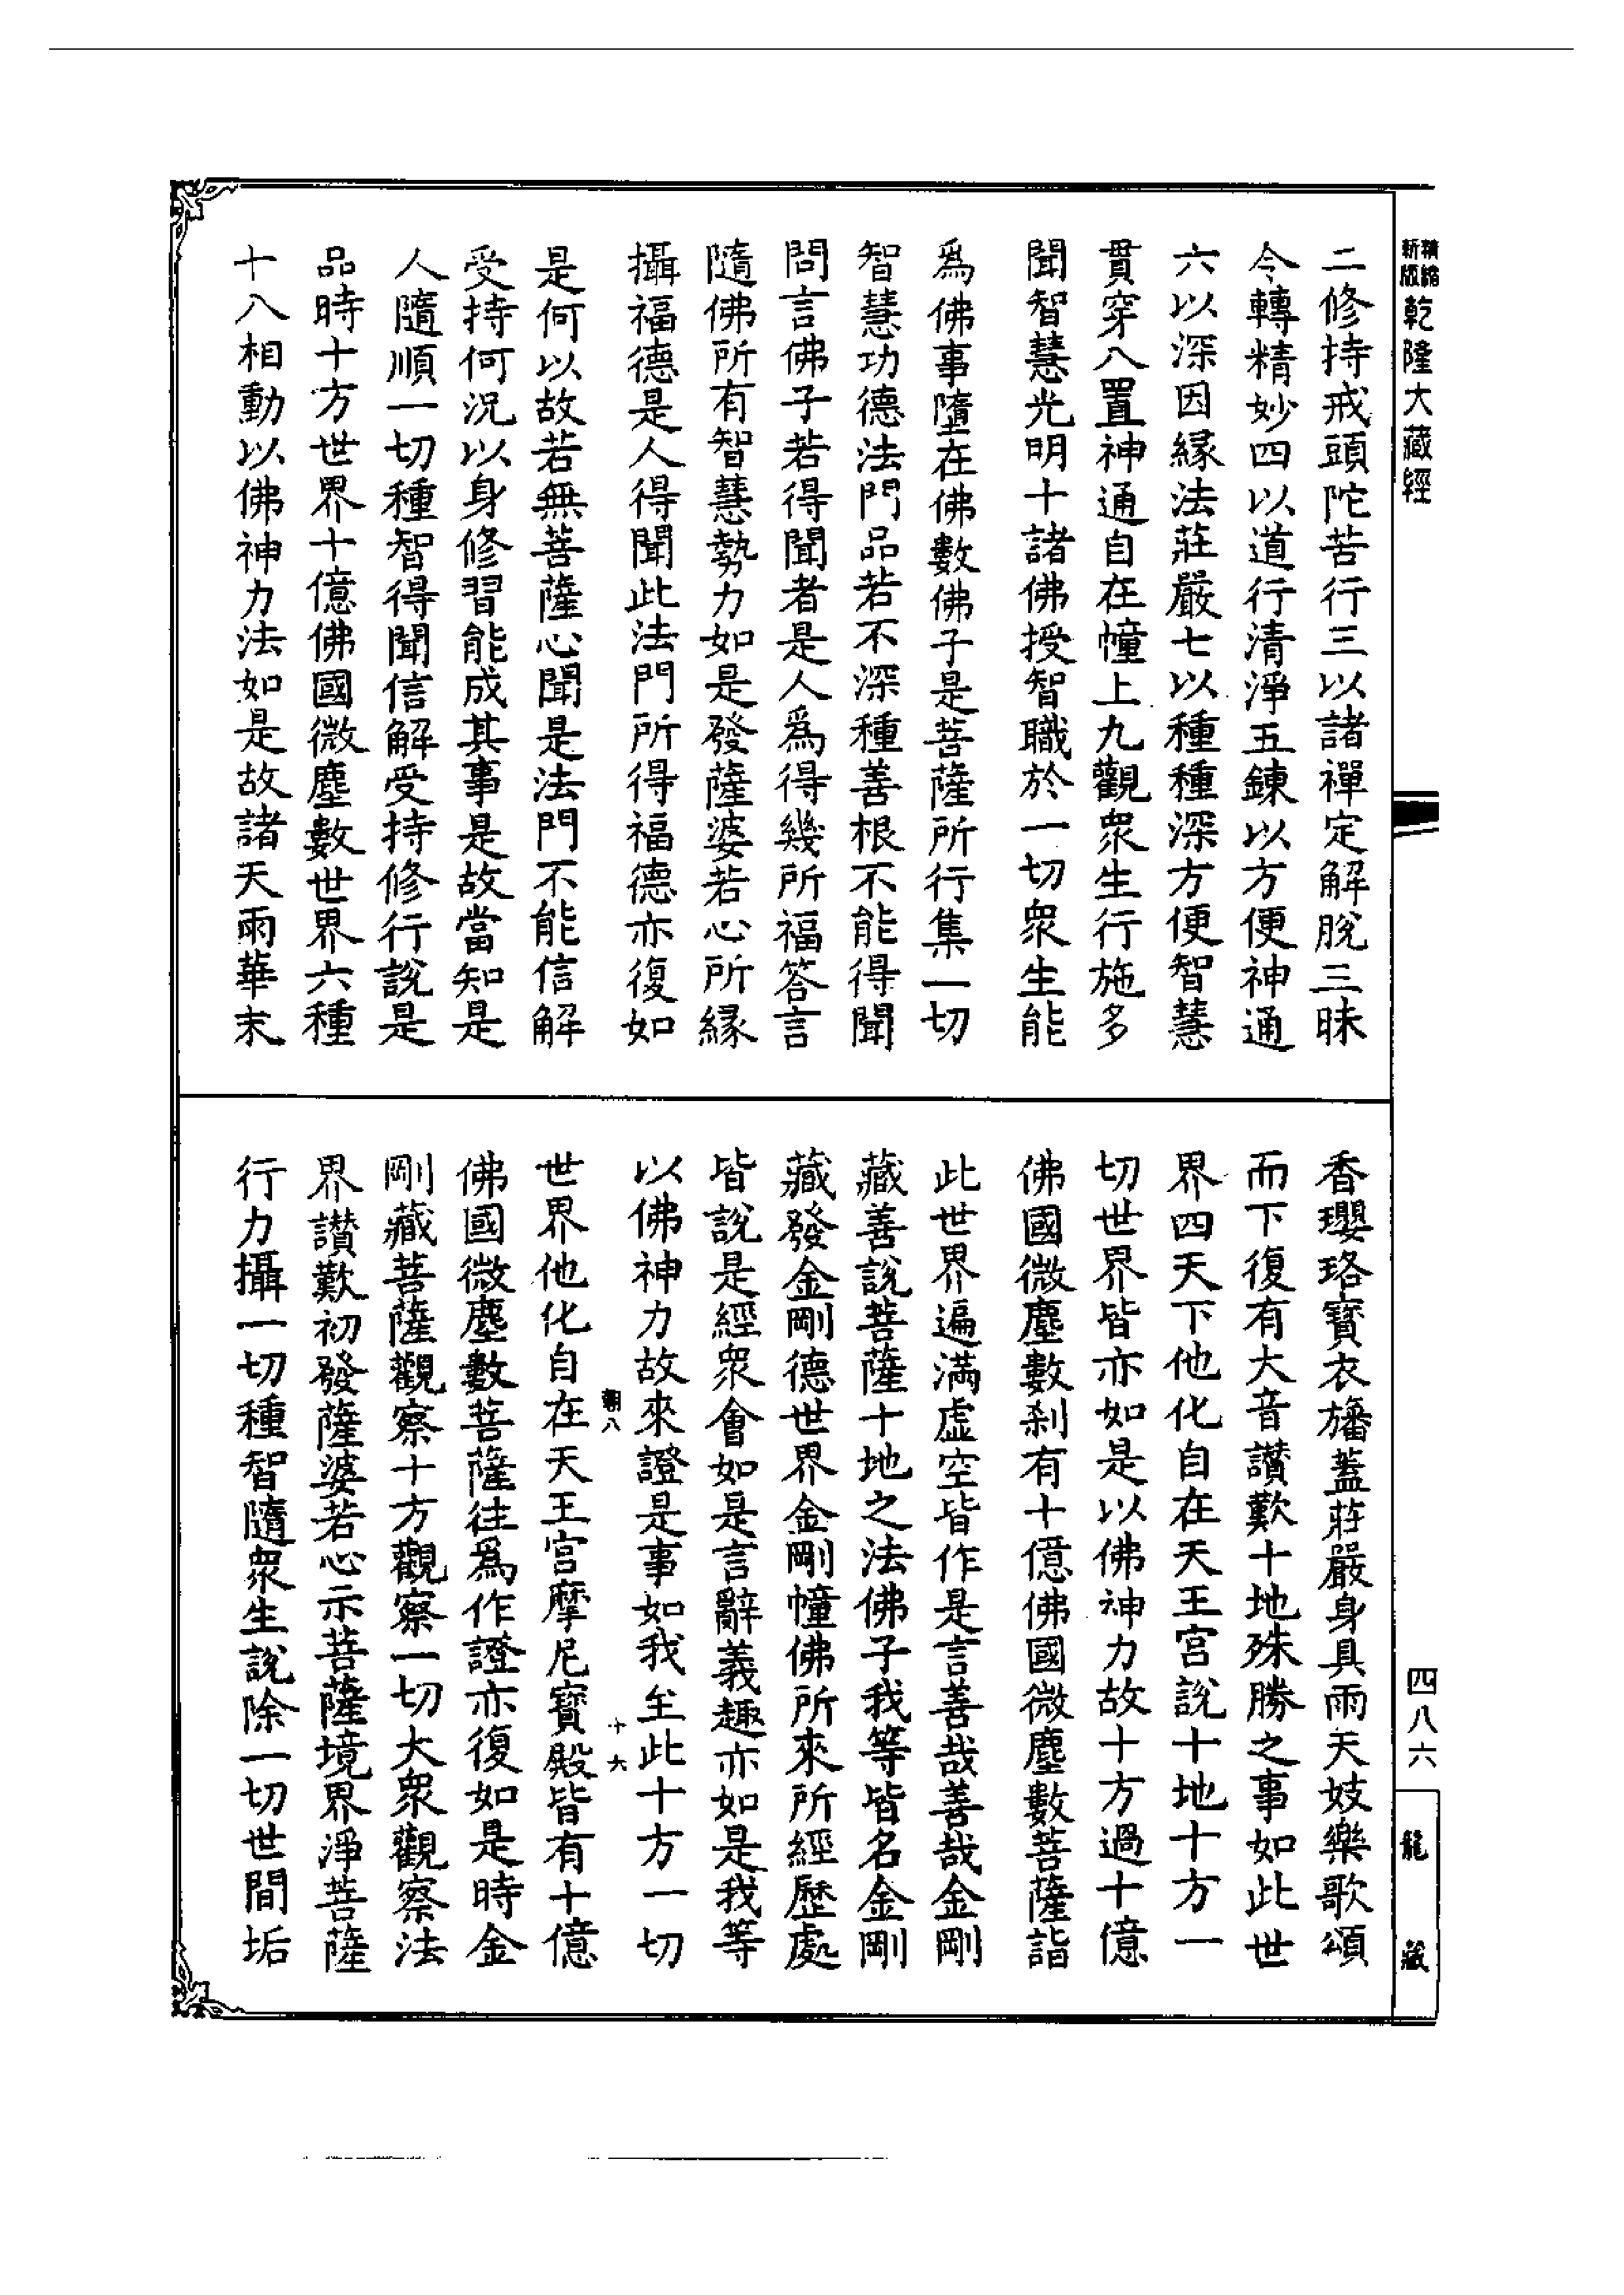 精縮新版乾隆大藏經
二修持戒頭陀苦行三以諸禪定解脫三昧
令轉精妙四以道行清淨五鍊以方便神通
六以深因緣法莊嚴七以種種深方便智慧
貫穿八置神通自在幢上九觀衆生行施多
聞智慧光明十諸佛授智職於一切衆生能
爲佛事墮在佛數佛子是菩薩所行集一切
智慧功德法門品若不深種善根不能得聞
問言佛子若得聞者是人爲得幾所福答言
隨佛所有智慧勢力如是發薩婆若心所緣
攝福德是人得聞此法門所得福德亦復如
是何以故若無菩薩心聞是法門不能信解
受持何況以身修習能成其事是故當知是
人隨順一切種智得聞信解受持修行說是
品時十方世界十億佛國微塵數世界六種
十八相動以佛神力法如是故諸天雨華末
香瓔珞寶衣旛蓋莊嚴身具雨天妓樂歌頌
而下復有大音讚歎十地殊勝之事如此世
界四天下他化自在天王宮說十地十方一
切世界皆亦如是以佛神力故十方過十億
佛國微塵數刹有十億佛國微塵數菩薩詣
此世界遍滿虛空皆作是言善哉善哉金剛
藏善說菩薩十地之法佛子我等皆名金剛
藏發金剛德世界金剛幢佛所來所經歷處
皆說是經衆會如是言辭義趣亦如是我等
以佛神力故來證是事如我至此十方一切
朝八
十六
世界他化自在天王宮摩尼寶殿皆有十億
佛國微塵數菩薩往爲作證亦復如是時金
剛藏菩薩觀察十方觀察一切大衆觀察法
界讚歎初發薩婆若心示菩薩境界淨菩薩
行力攝一切種智隨衆生說除一切世間垢
四八六
龍藏